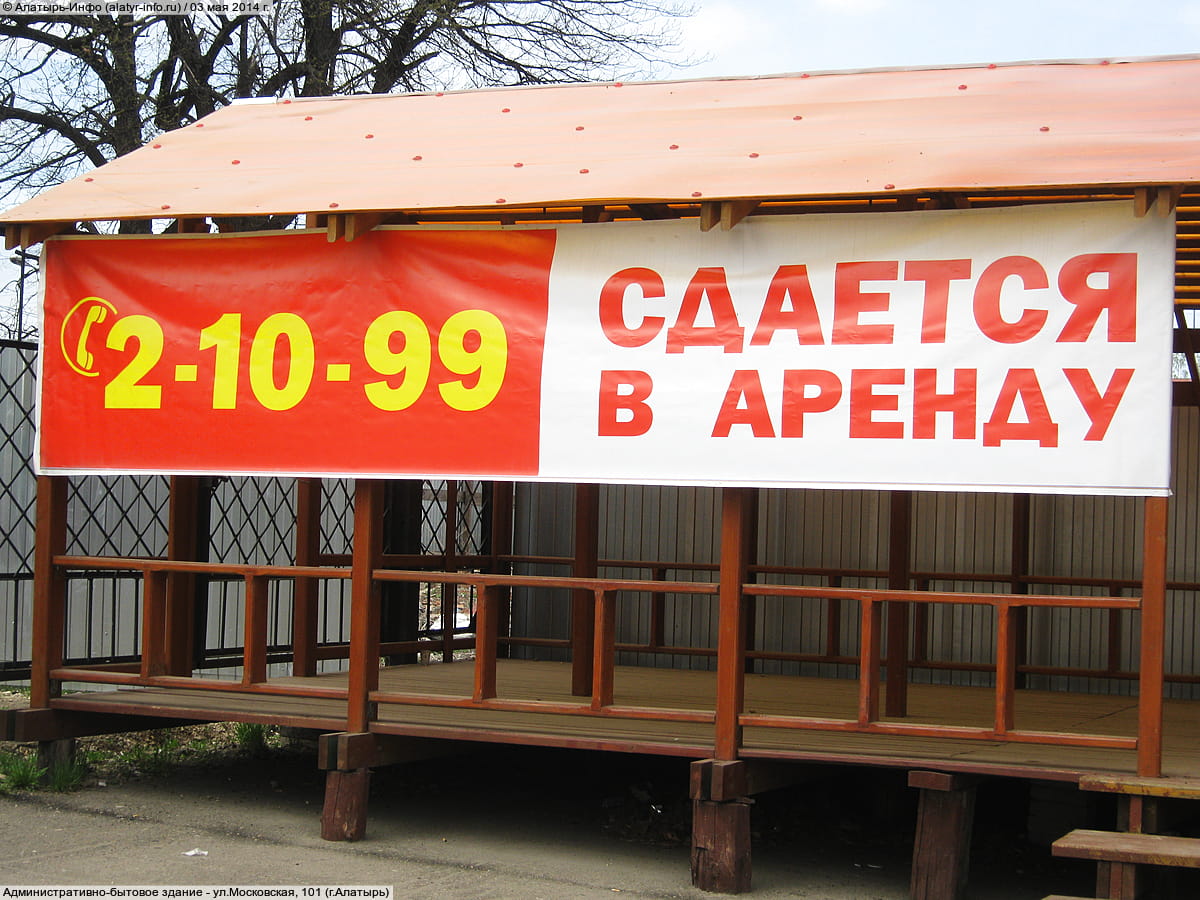 © Алатырь-Инфо (alatyr-info.ru) / 03 мая 2014 г.
2-10-99
СДАЕТСЯ
В АРЕНДУ
Административно-бытовое здание - ул.Московская, 101 (г.Алатырь)